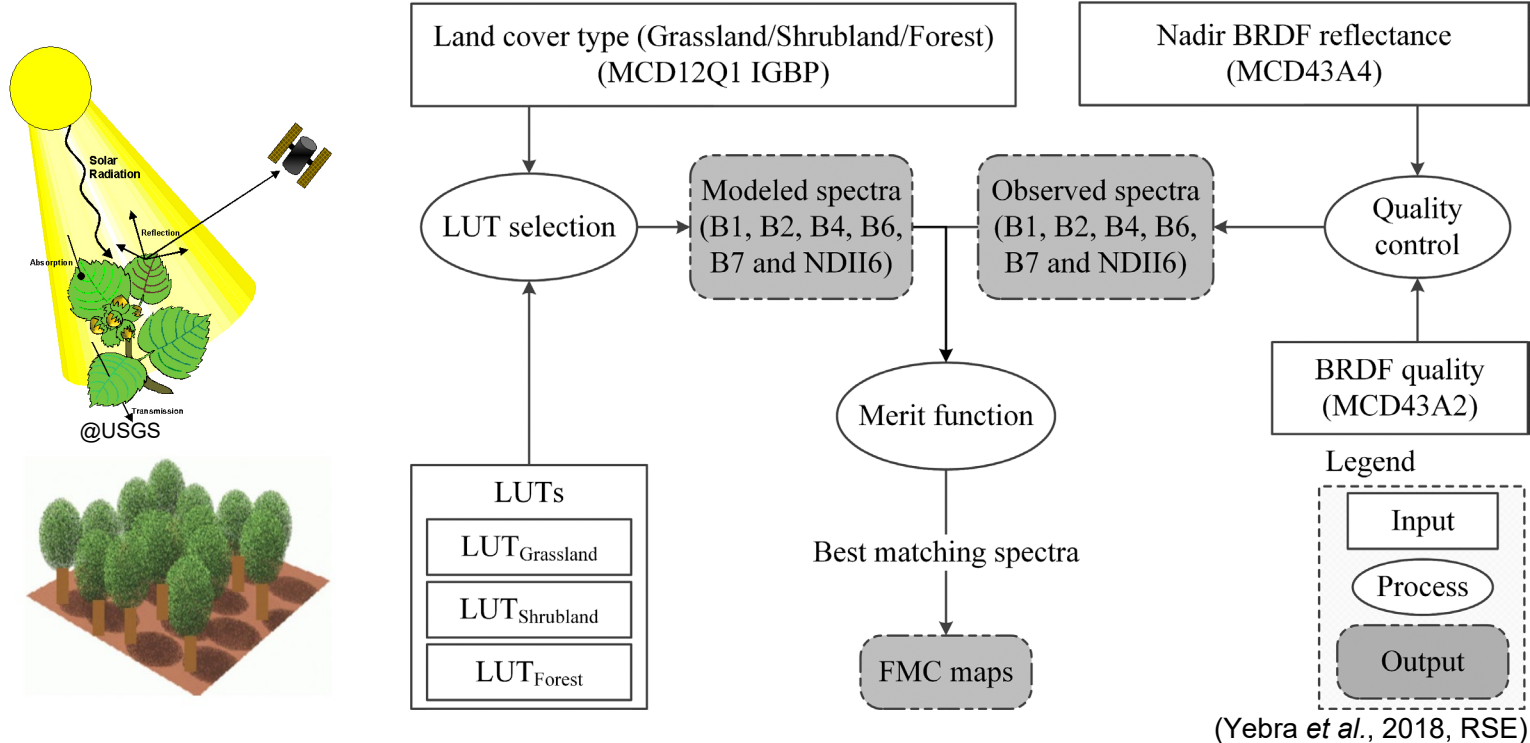 Land cover type (Grassland/Shrubland/Forest)
(MCD12Q1 IGBP)
Nadir BRDF reflectance
(MCD43A4)
Solar
Radiation
Reflection
Absorption
Transmission
@USGS
LUT selection
Modeled spectra
(B1, B2, B4, B6,
B7 and NDII6)
Observed spectra
(B1, B2, B4, B6,
B7 and NDII6)
Quality
control
BRDF quality
(MCD43A2)
Merit function
LUTs
LUTGrassland
LUTShrubland
LUTForest
Best matching spectra
FMC maps
Legend
Input
Process
Output
(Yebra et al., 2018, RSE)